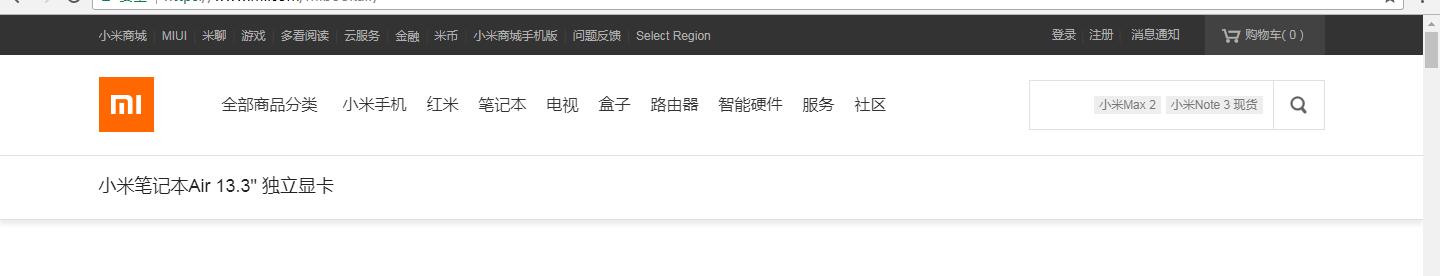 小米商城 MIUI 米聊 游戏 多看阅读 云服务 金融 米币 小米商城手机版 问题反馈 Select Region 登录 注册 消息通知 购物车( 0 )
mi 全部商品分类 小米手机 红米 笔记本 电视 盒子 路由器 智能硬件 服务 社区 小米Max 2 小米Note 3 现货
小米笔记本Air 13.3" 独立显卡